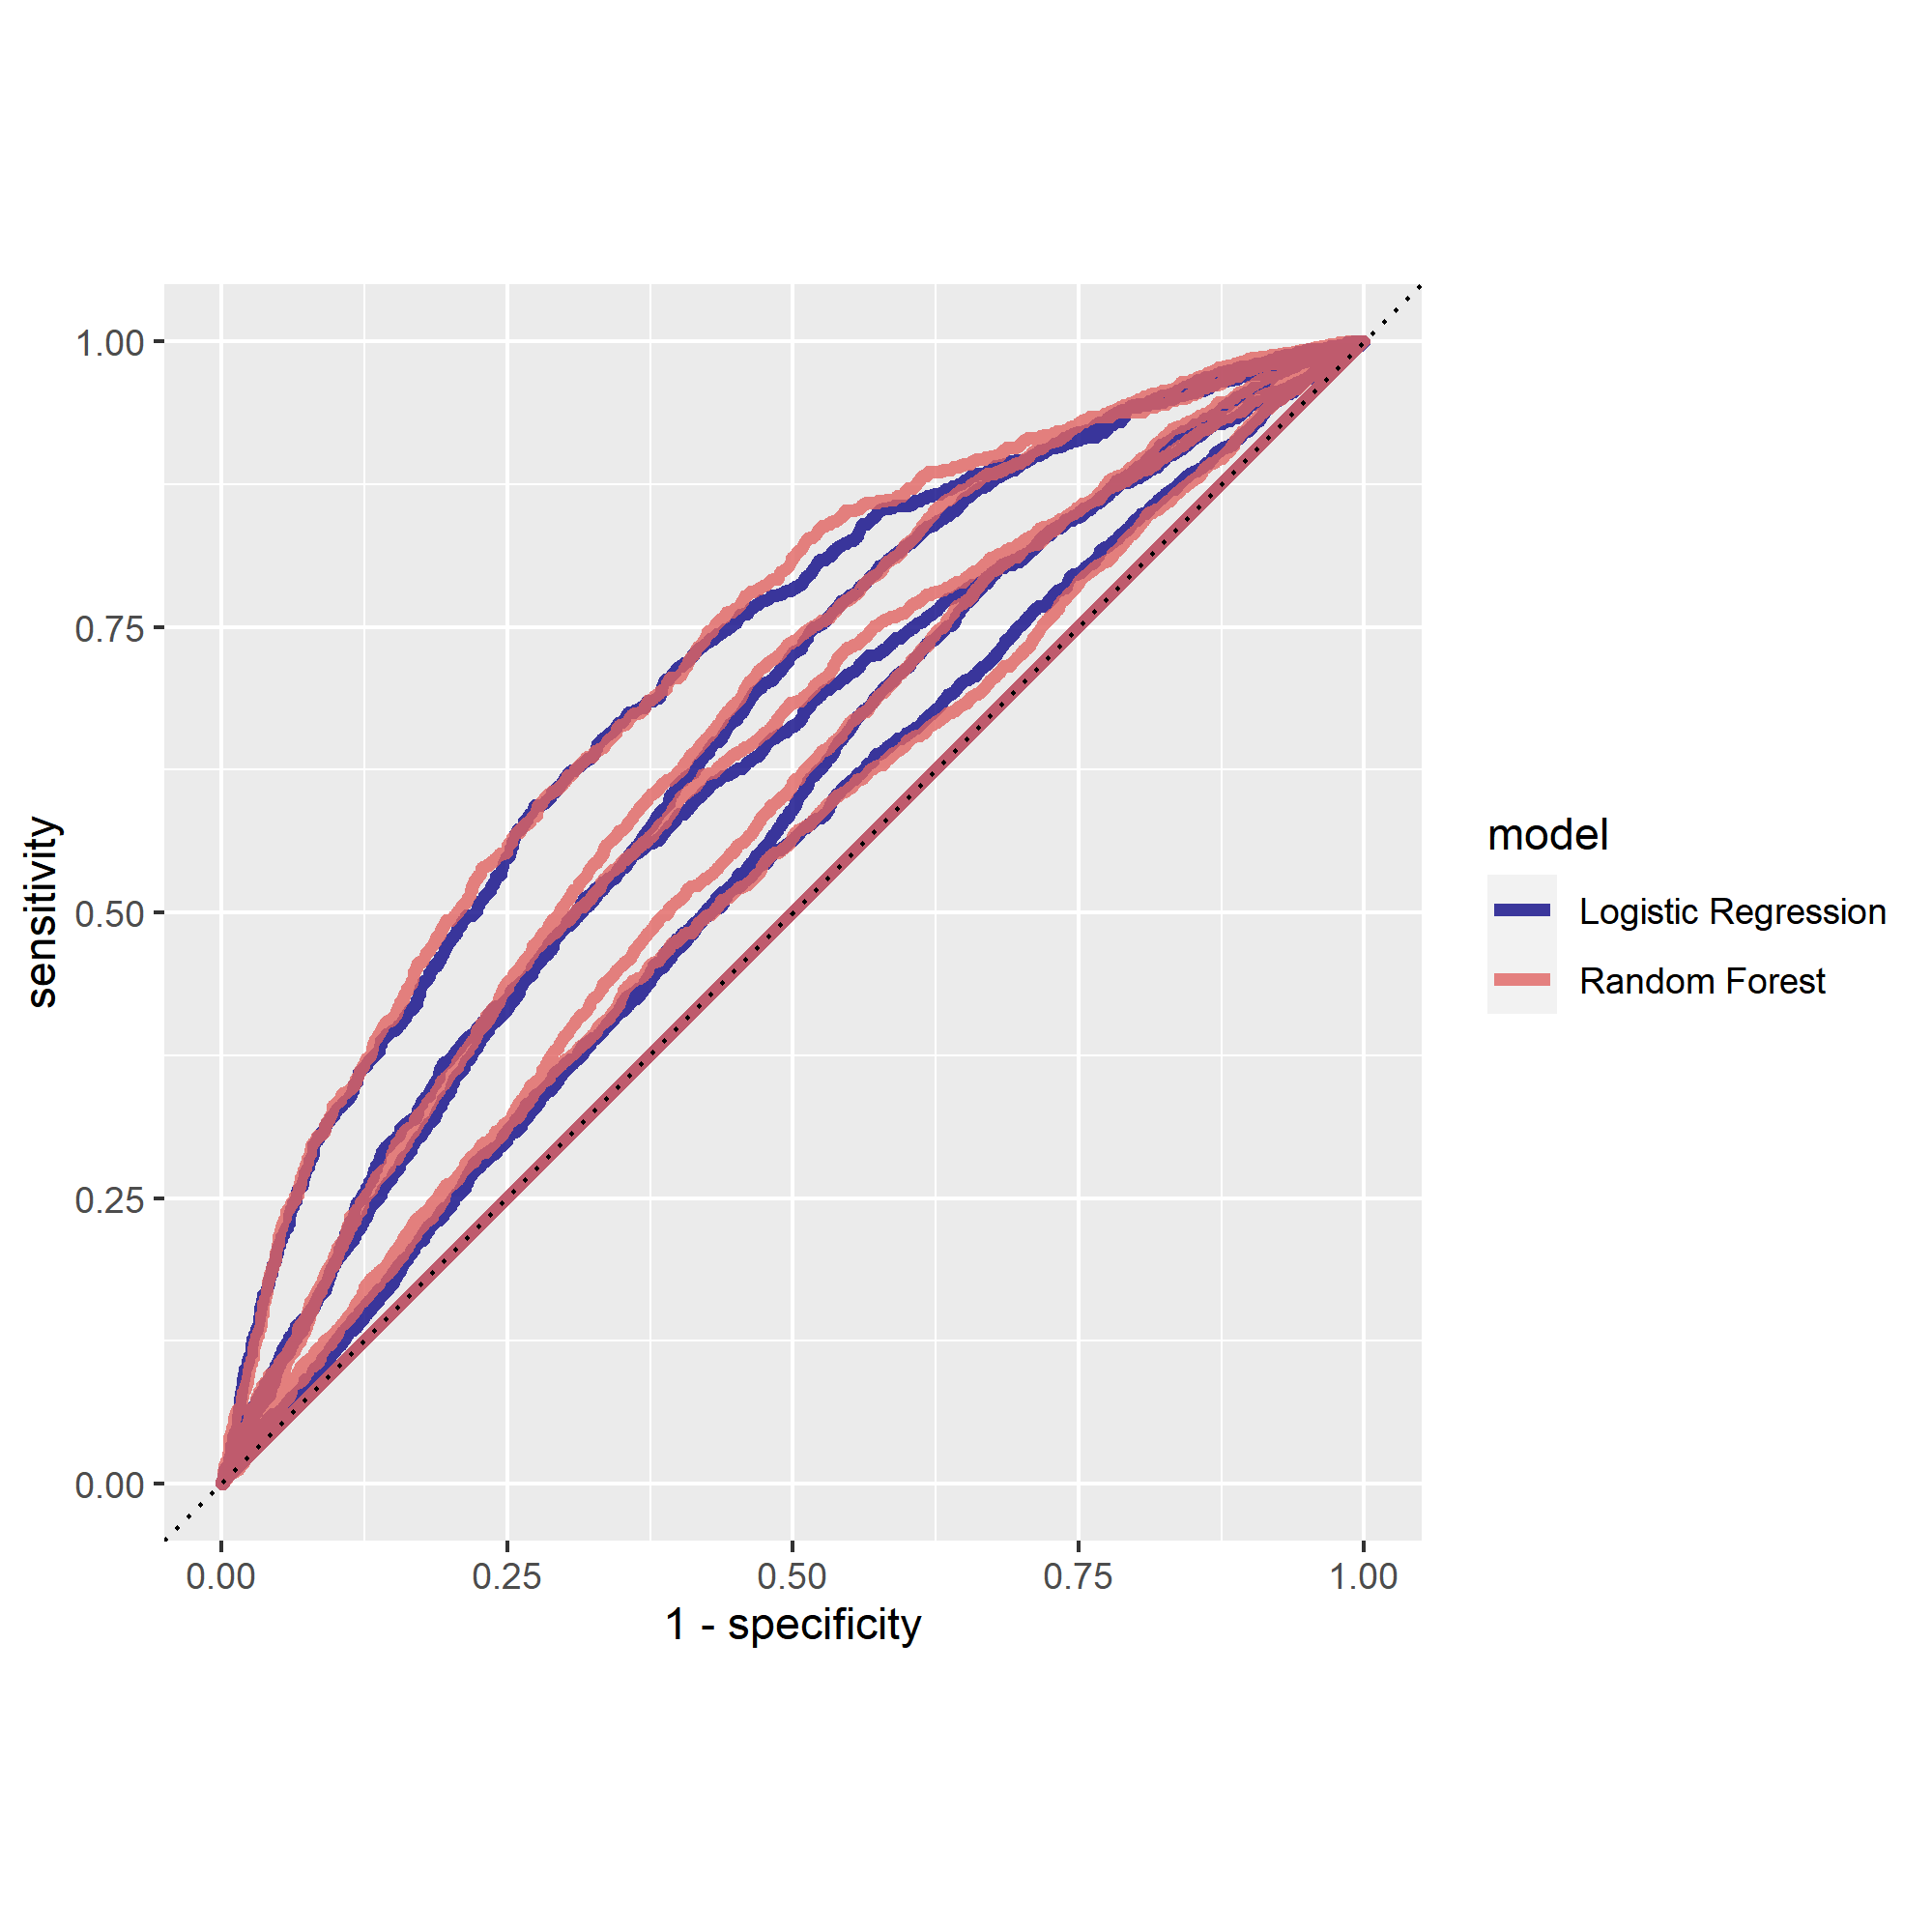 1.00
0.75
0.50
0.25
0.00
sensitivity
0.00 0.25 0.50 0.75 1.00
1 - specificity
model
Logistic Regression
Random Forest